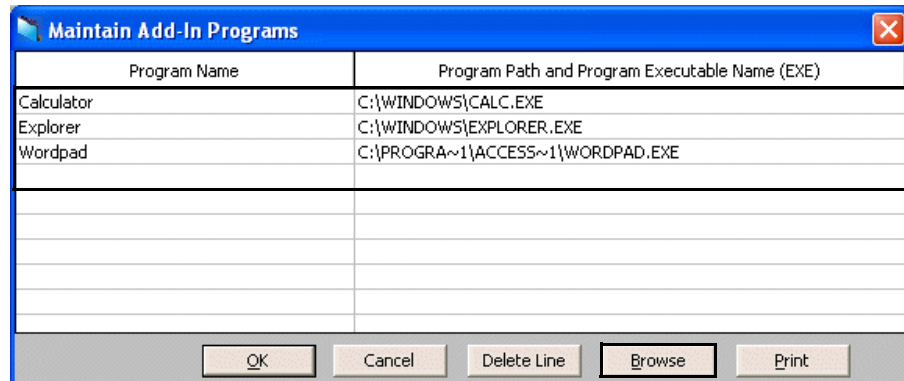 Maintain Add-In Programs
Program Name Program Path and Program Executable Name (EXE)
Calculator C:\WINDOWS\CALC.EXE
Explorer C:\WINDOWS\EXPLORER.EXE
Wordpad C:\PROGRA~1\ACCESS~1\WORDPAD.EXE
OK Cancel Delete Line Browse Print